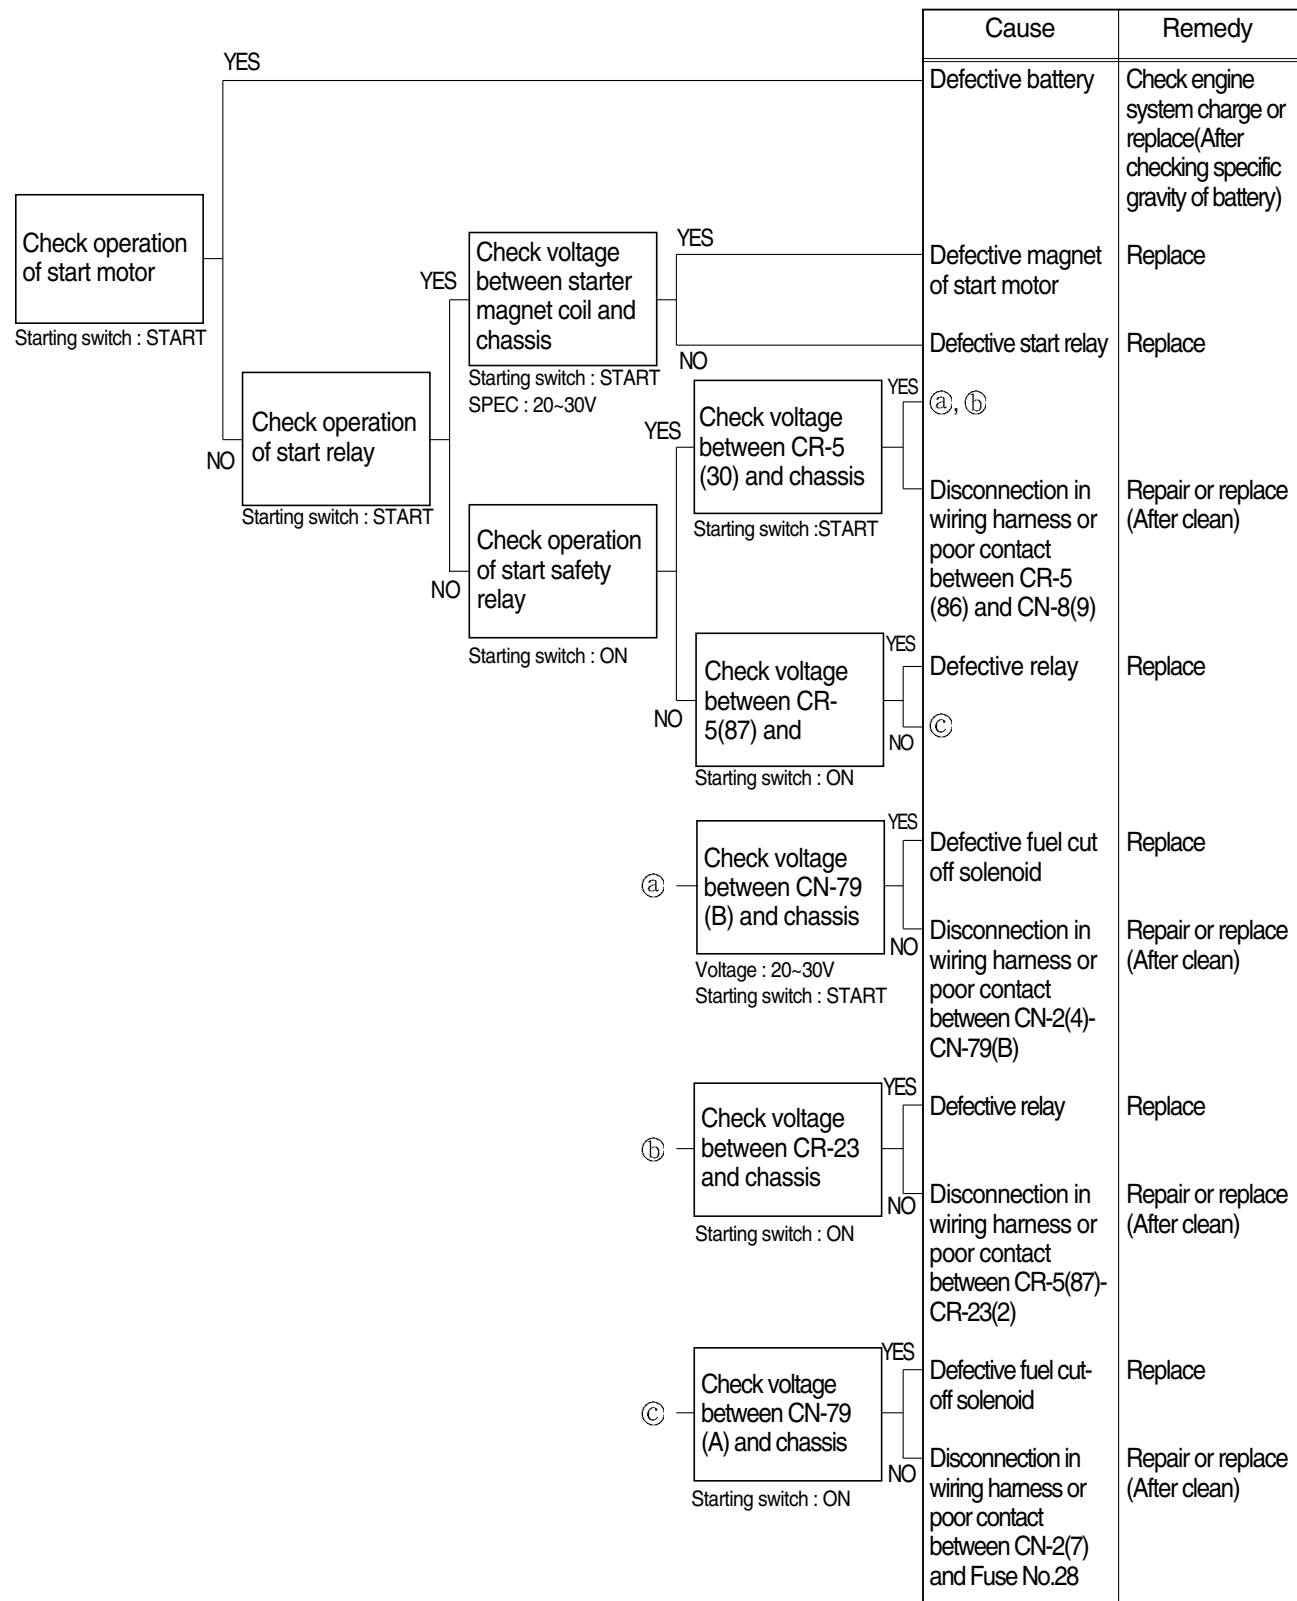 Cause
Remedy
YES
Defective battery
Check engine
system charge or
replace(After
checking specific
gravity of battery)
Check operation
of start motor
Starting switch : START
YES
Check voltage
between starter
magnet coil and
chassis
Starting switch : START
SPEC : 20~30V
YES
Defective magnet
of start motor
Replace
NO
Defective start relay
Replace
NO
Check operation
of start relay
Starting switch : START
YES
Check voltage
between CR-5
(30) and chassis
Starting switch :START
YES
ⓐ, ⓑ
Disconnection in
wiring harness or
poor contact
between CR-5
(86) and CN-8(9)
Repair or replace
(After clean)
NO
Check operation
of start safety
relay
Starting switch : ON
NO
Check voltage
between CR-
5(87) and
Starting switch : ON
YES
Defective relay
Replace
NO
ⓒ
ⓐ
Check voltage
between CN-79
(B) and chassis
Voltage : 20~30V
Starting switch : START
YES
Defective fuel cut
off solenoid
Replace
NO
Disconnection in
wiring harness or
poor contact
between CN-2(4)-
CN-79(B)
Repair or replace
(After clean)
ⓑ
Check voltage
between CR-23
and chassis
Starting switch : ON
YES
Defective relay
Replace
NO
Disconnection in
wiring harness or
poor contact
between CR-5(87)-
CR-23(2)
Repair or replace
(After clean)
ⓒ
Check voltage
between CN-79
(A) and chassis
Starting switch : ON
YES
Defective fuel cut-
off solenoid
Replace
NO
Disconnection in
wiring harness or
poor contact
between CN-2(7)
and Fuse No.28
Repair or replace
(After clean)